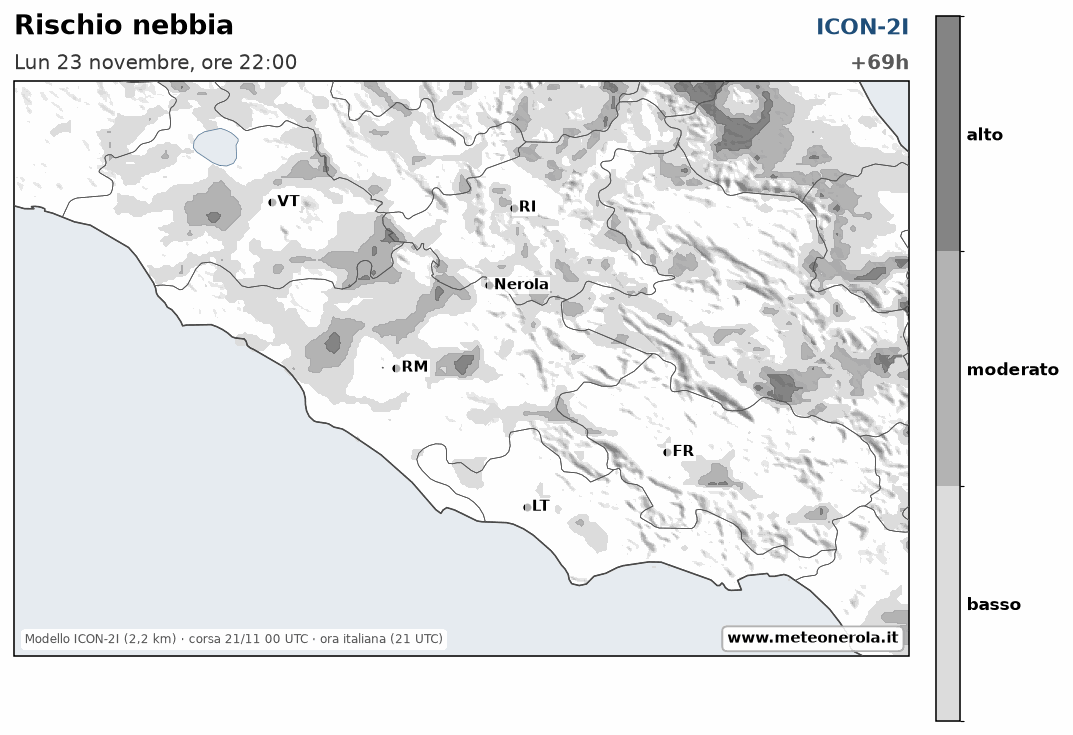 Rischio nebbia
ICON-2I
Lun 23 novembre, ore 22:00
+69h
alto
VT
RI
Nerola
moderato
RM
FR
LT
basso
Modello ICON-2I (2,2 km) · corsa 21/11 00 UTC · ora italiana (21 UTC)
www.meteonerola.it